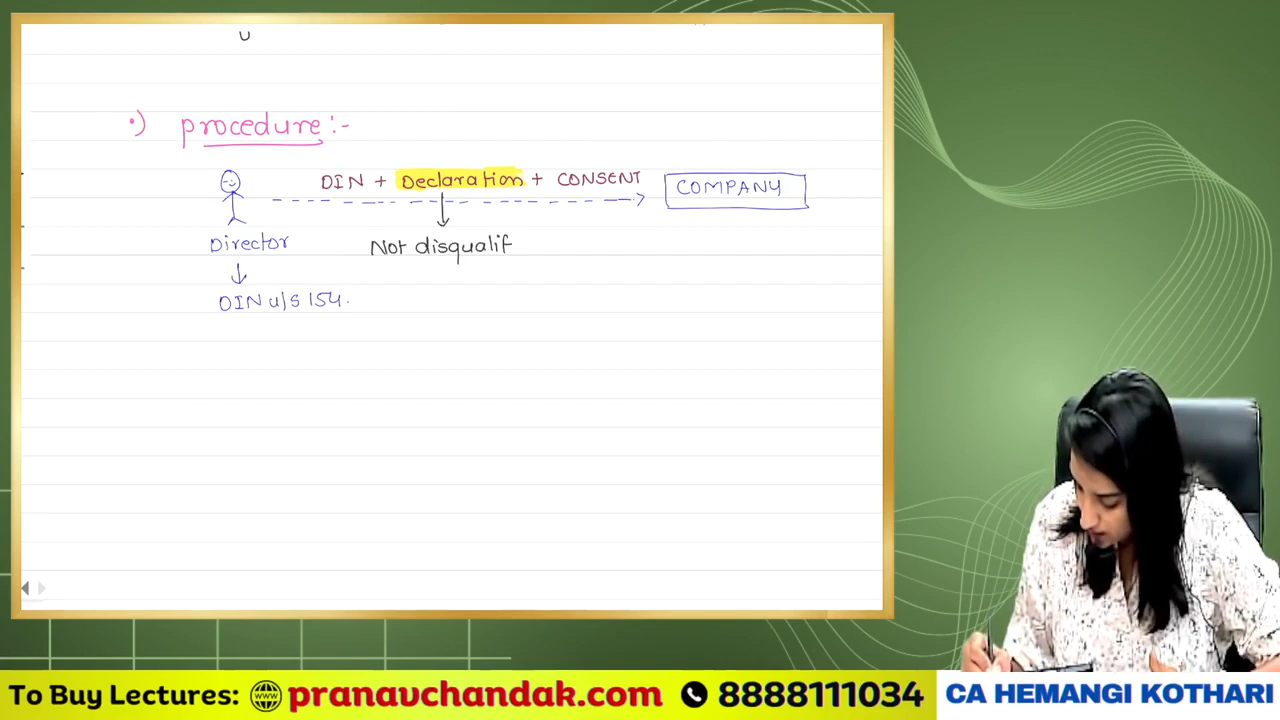 •) procedure :-
DIN + Declaration + CONSENT
COMPANY
Director
Not disqualif
DIN u/s 154.
To Buy Lectures: pranavchandak.com 8888111034 CA HEMANGI KOTHARI